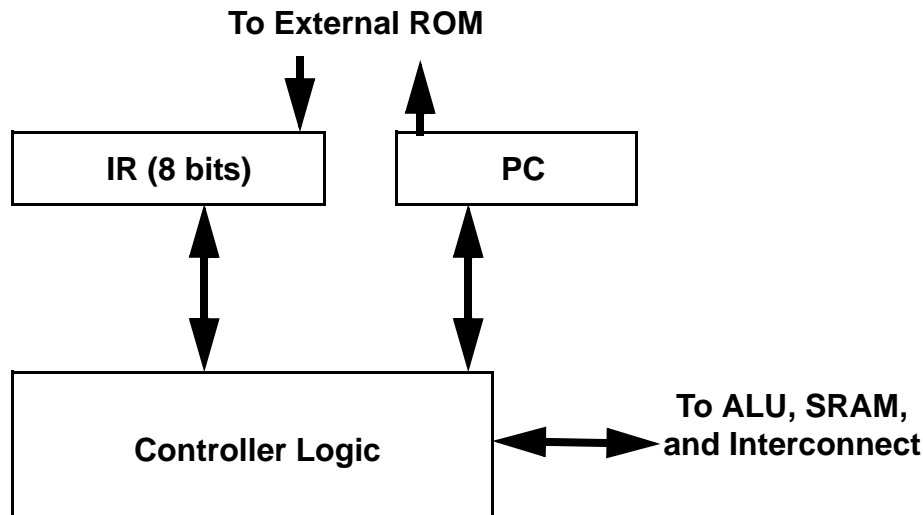 To External ROM
IR (8 bits)
PC
Controller Logic
To ALU, SRAM,
and Interconnect